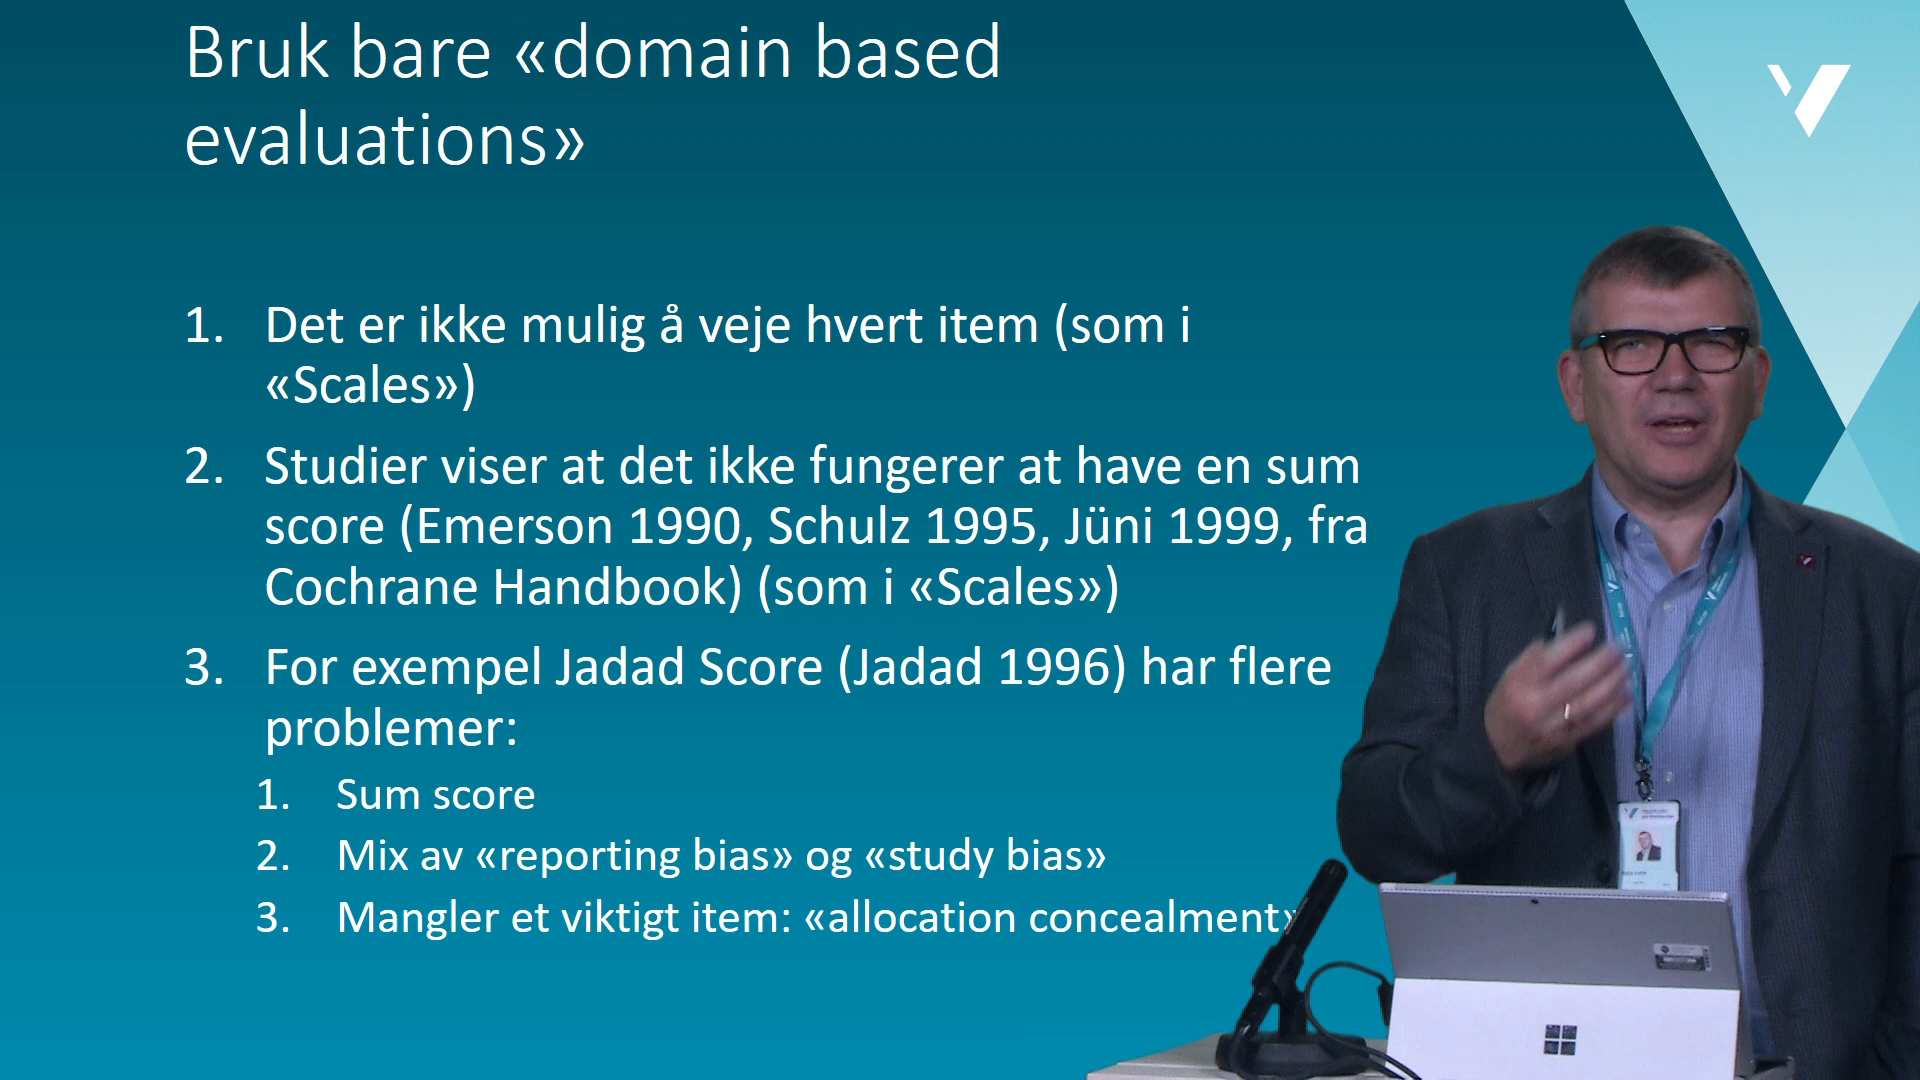 Bruk bare «domain based
evaluations»
1. Det er ikke mulig å veje hvert item (som i
«Scales»)
2. Studier viser at det ikke fungerer at have en sum
score (Emerson 1990, Schulz 1995, Jüni 1999, fra
Cochrane Handbook) (som i «Scales»)
3. For exempel Jadad Score (Jadad 1996) har flere
problemer:
1. Sum score
2. Mix av «reporting bias» og «study bias»
3. Mangler et viktigt item: «allocation concealment»